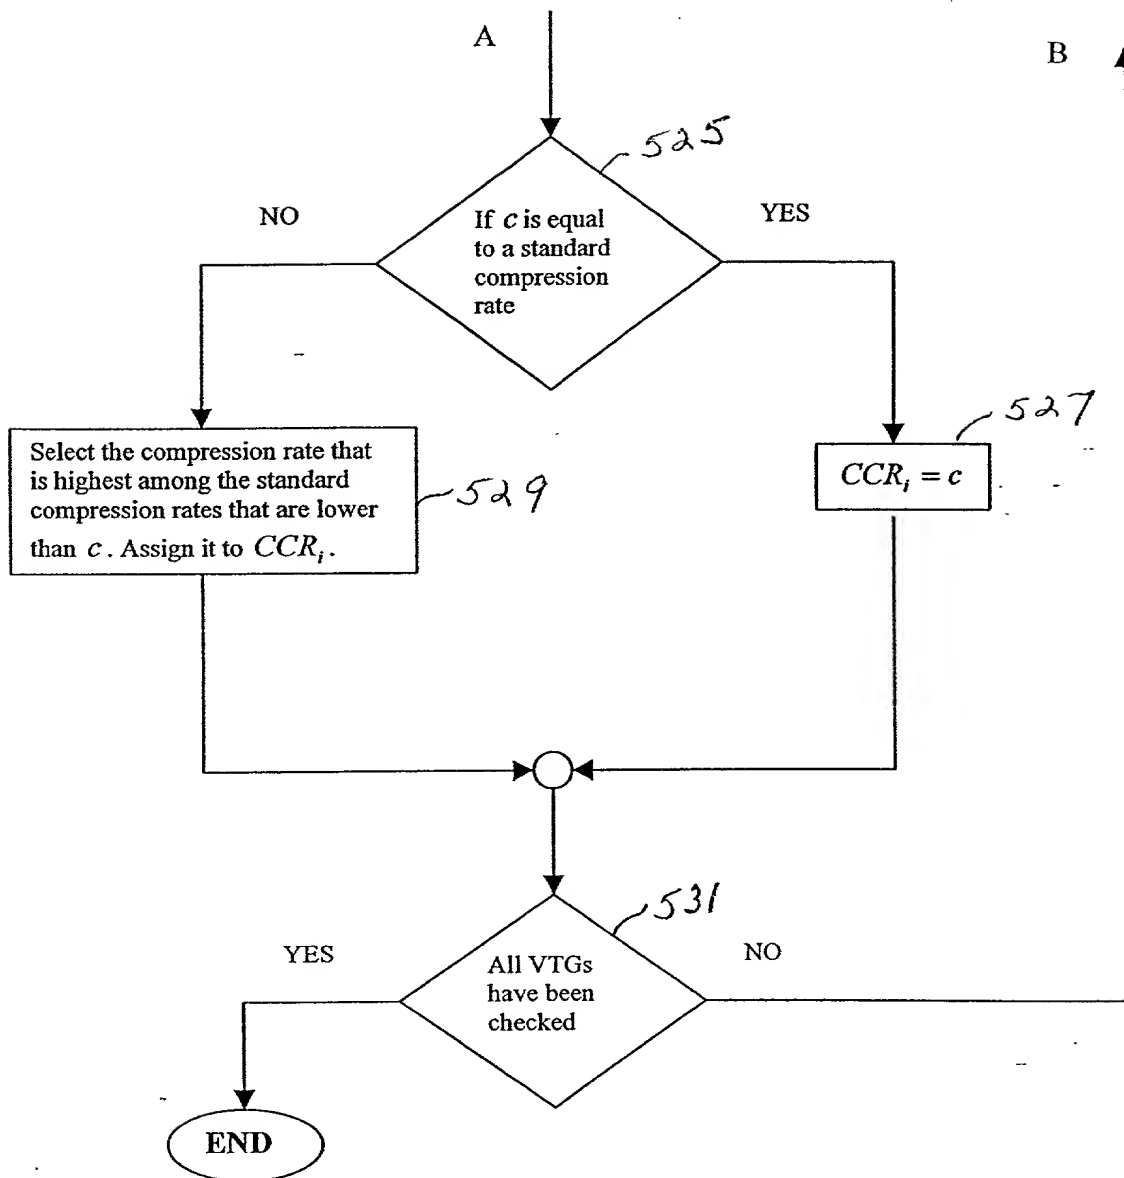 A
B
525
NO
YES
If c is equal
to a standard
compression
rate
527
Select the compression rate that
is highest among the standard
compression rates that are lower
than c. Assign it to CCR_i.
529
CCR_i = c
531
YES
NO
All VTGs
have been
checked
END